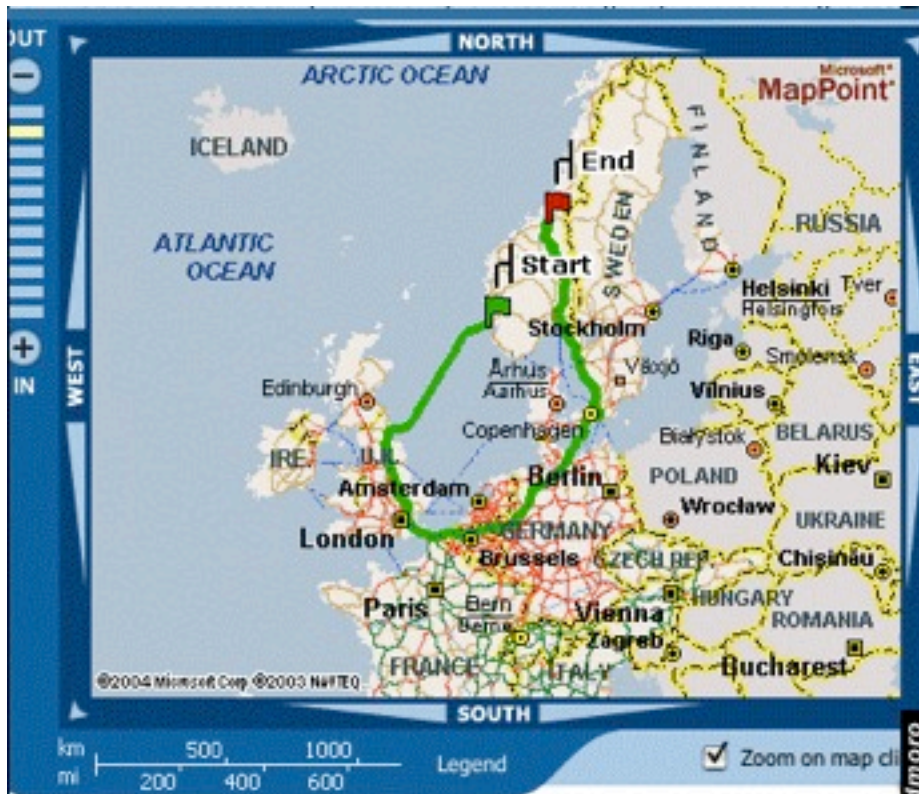 OUT
NORTH
ARCTIC OCEAN
Microsoft®
MapPoint®
ICELAND
FINLAND
End
SWEDEN
RUSSIA
ATLANTIC
OCEAN
Start
Helsinki
Helsingfors
Tver
Stockholm
Riga
IN
WEST
EAST
Århus
Aarhus
Växjö
Smolensk
Edinburgh
Vilnius
Copenhagen
Białystok
BELARUS
IRE.
U.K.
POLAND
Kiev
Amsterdam
Berlin
Wrocław
UKRAINE
London
GERMANY
Brussels
CZECH REP.
Chişinău
Paris
Bern
Berne
Vienna
HUNGARY
ROMANIA
Zagreb
FRANCE
ITALY
Bucharest
©2004 Microsoft Corp ©2003 NAVTEQ
SOUTH
km 500 1000
mi 200 400 600
Legend
Zoom on map cli